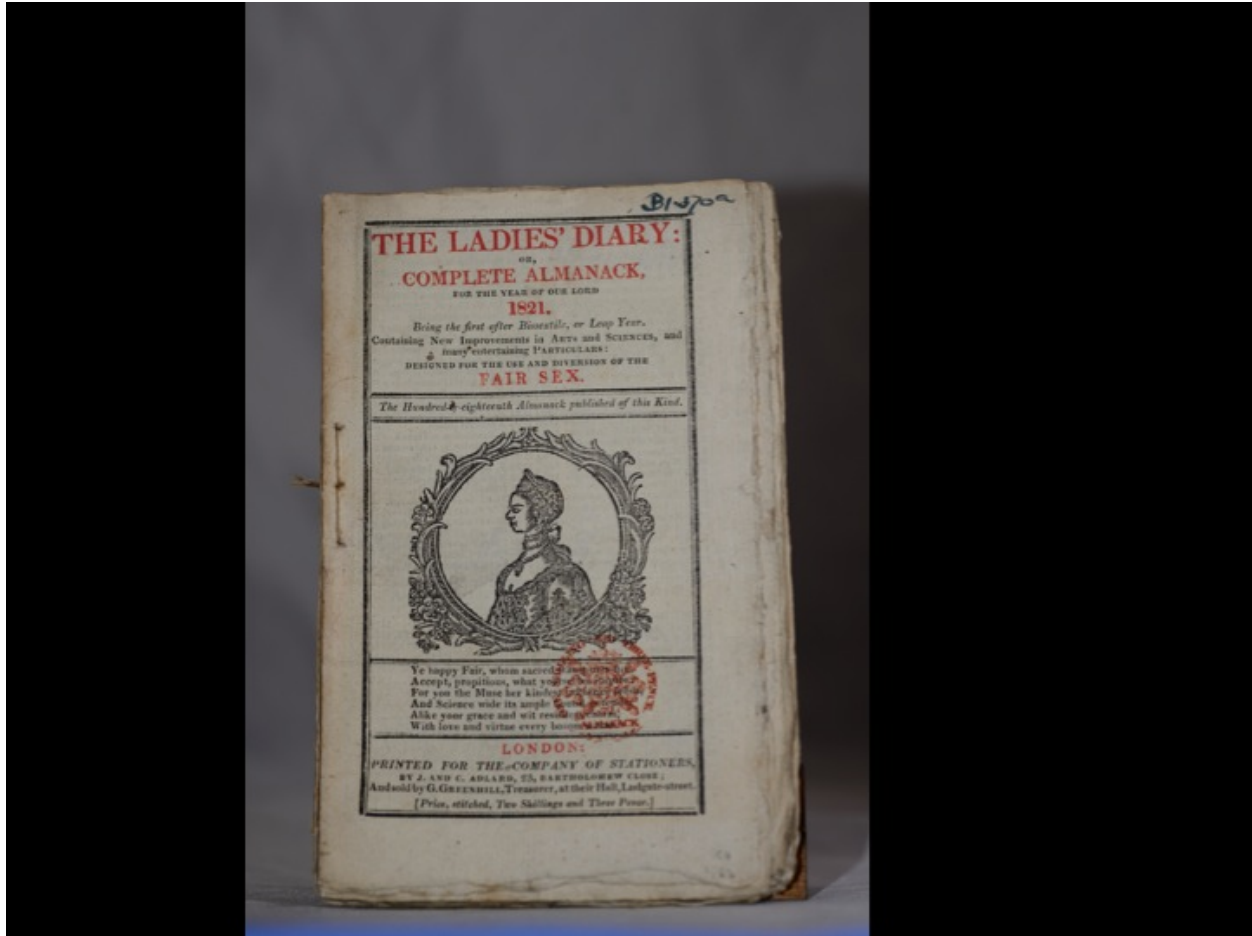 THE LADIES' DIARY:
OR,
COMPLETE ALMANACK,
FOR THE YEAR OF OUR LORD
1821.
Being the first after Bissextile, or Leap Year.
Containing New Improvements in ARTS and SCIENCES, and
many entertaining PARTICULARS:
DESIGNED FOR THE USE AND DIVERSION OF THE
FAIR SEX.
The Hundred-eighteenth Almanack published of this Kind.
Ye happy Fair, whom sacred
Accept, propitious, what
For you the Muse her
And Science wide its ample
Alike your grace and wit
With love and virtue every
ALMANACK
LONDON:
PRINTED FOR THE COMPANY OF STATIONERS,
BY J. AND C. ADLARD, 23, BARTHOLOMEW CLOSE;
And sold by G. GREENHILL, Treasurer, at their Hall, Ludgate-street.
[Price, stitched, Two Shillings and Three Pence.]